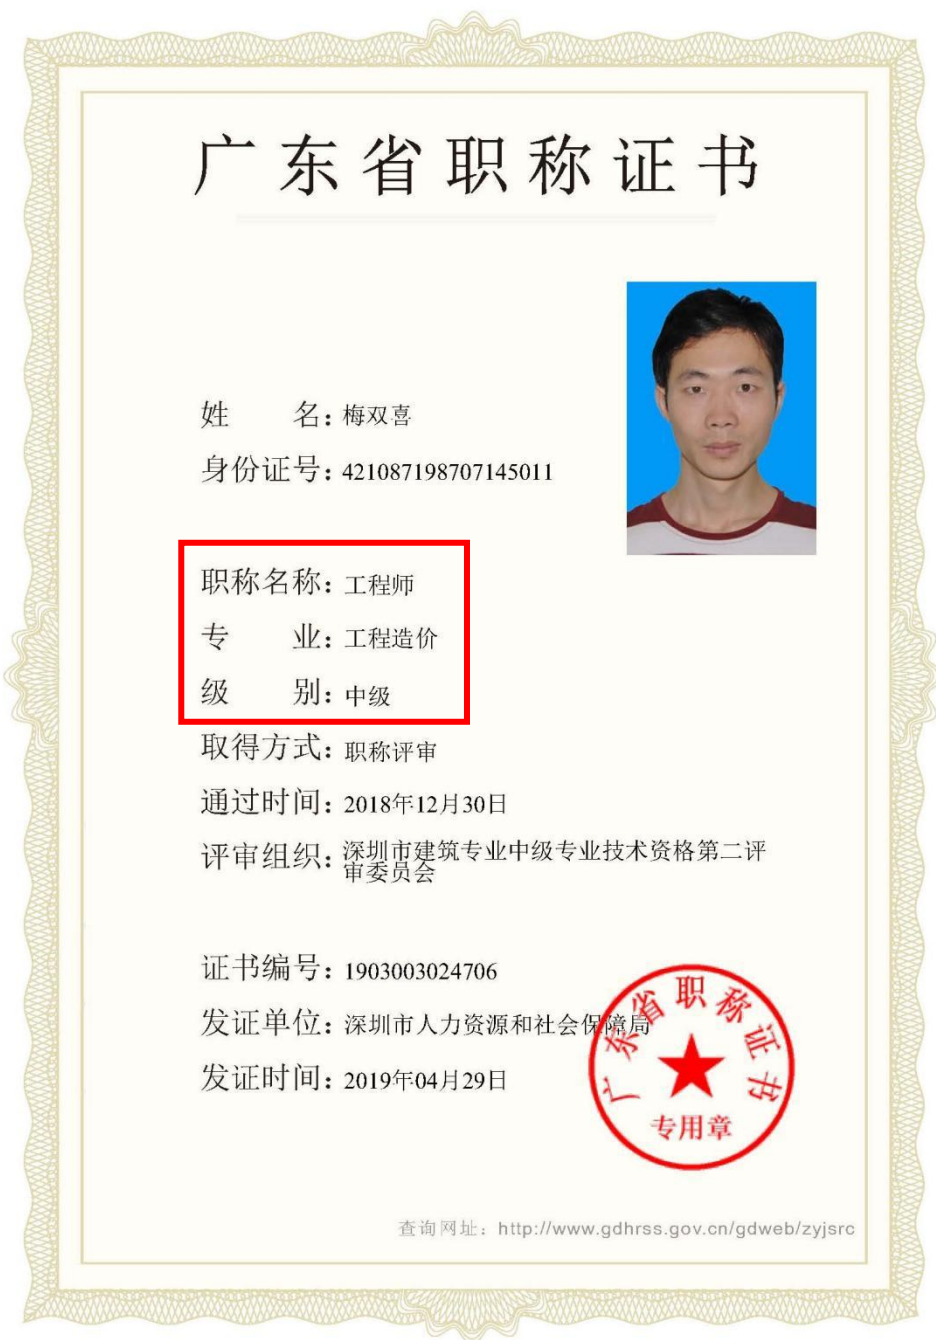 广东省职称证书
姓 名：梅双喜
身份证号：421087198707145011
职称名称：工程师
专 业：工程造价
级 别：中级
取得方式：职称评审
通过时间：2018年12月30日
评审组织：深圳市建筑专业中级专业技术资格第二评
审委员会
证书编号：1903003024706
发证单位：深圳市人力资源和社会保障局
发证时间：2019年04月29日
广东省职称证书
专用章
查询网址：http://www.gdhrss.gov.cn/gdweb/zyjsrc